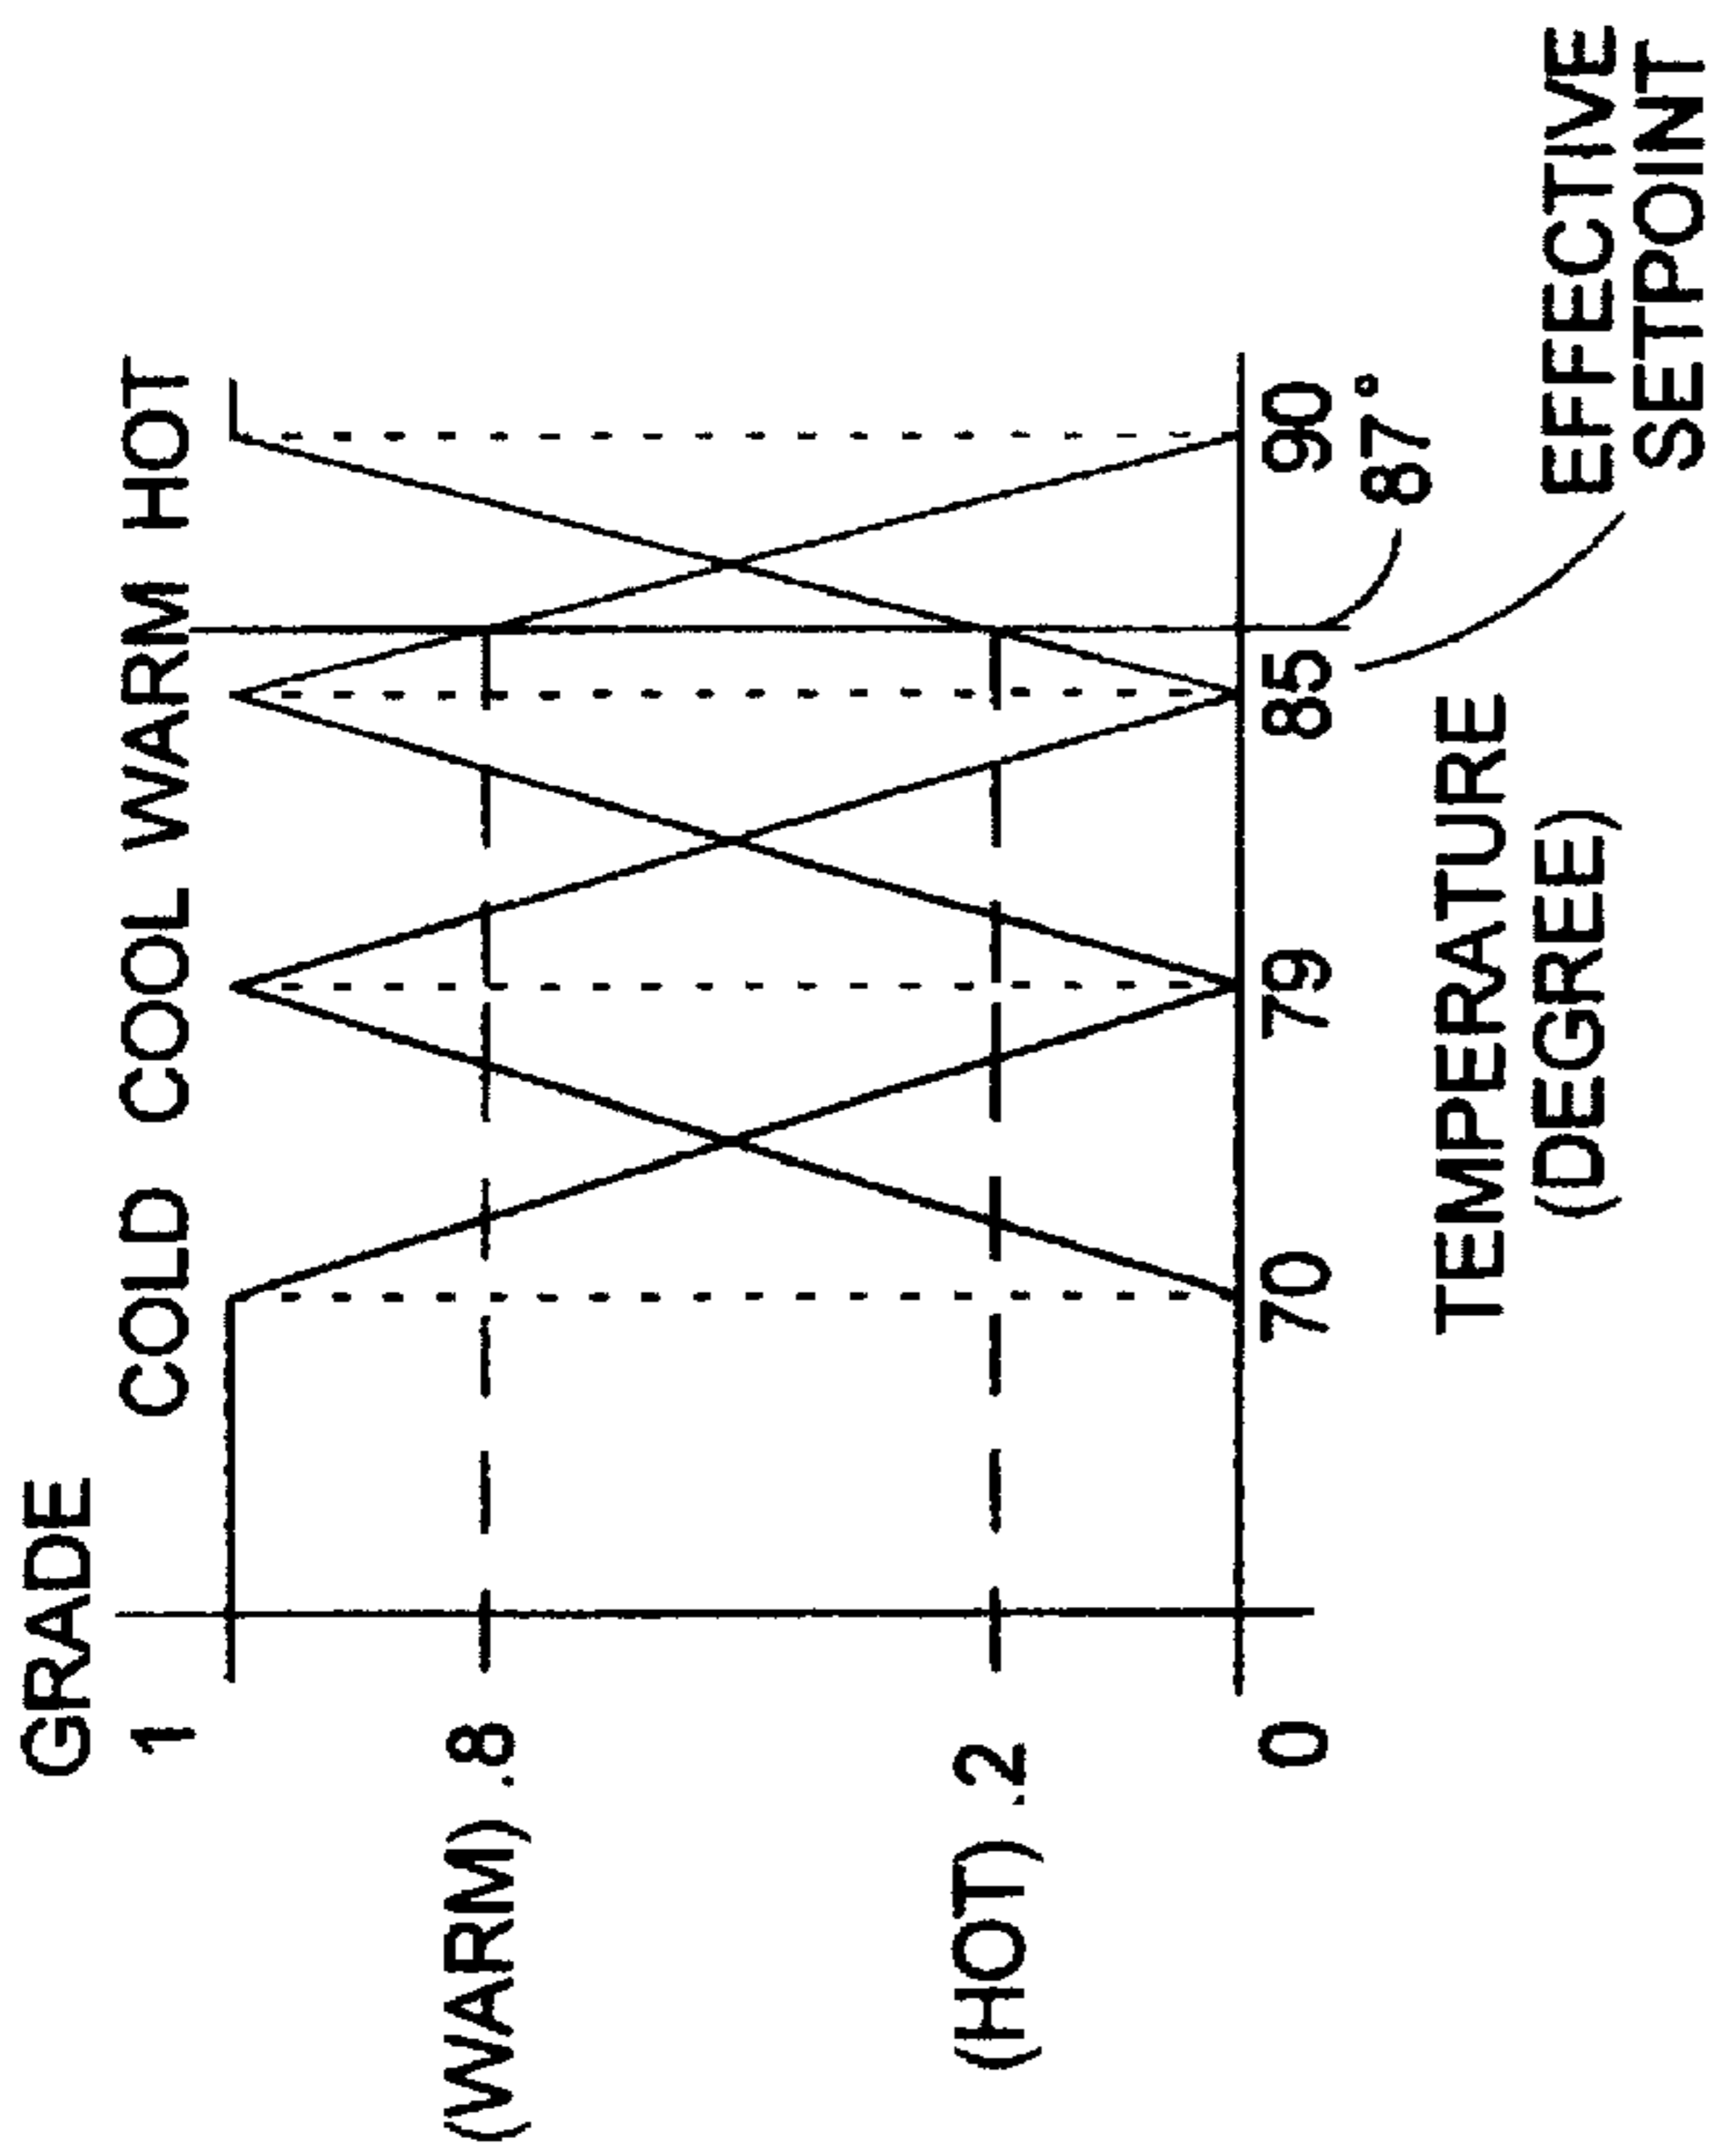 GRADE
COLD COOL WARM HOT
1
(WARM) .8
(HOT) .2
0
70 79 85 90
87°
TEMPERATURE
(DEGREE)
EFFECTIVE
SETPOINT